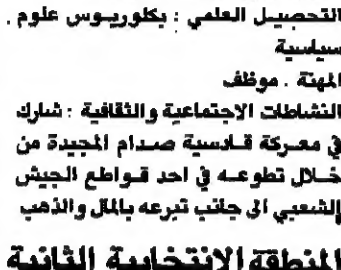 التحصيل العلمي : بكلوريوس علوم .
سياسية
المهنة . موظف
النشاطات الاجتماعية والثقافية : شارك
في معركة قادسية صدام المجيدة من
خلال تطوعه في احد قواطع الجيش
الشعبي الى جانب تبرعه بالمال والذهب
المنطقة الانتخابية الثانية